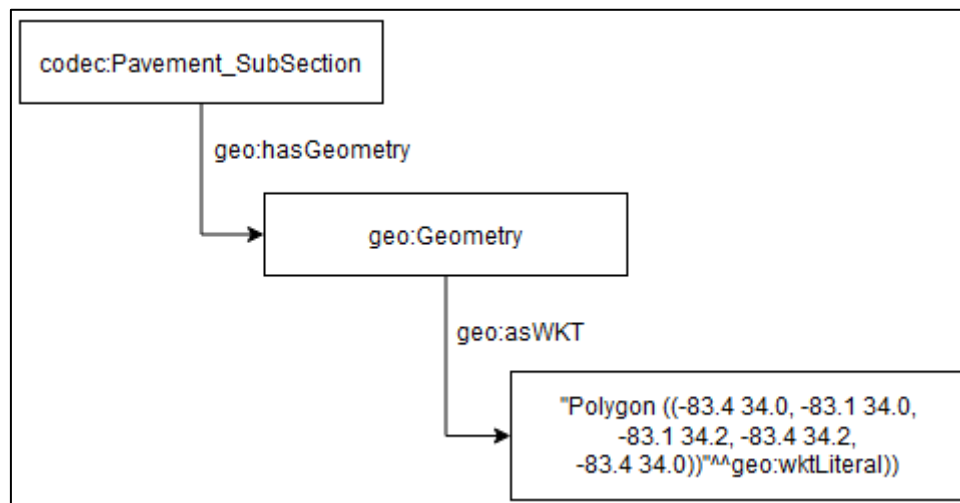 codec:Pavement_SubSection
geo:hasGeometry
geo:Geometry
geo:asWKT
"Polygon ((-83.4 34.0, -83.1 34.0,
-83.1 34.2, -83.4 34.2,
-83.4 34.0))"^^geo:wktLiteral))